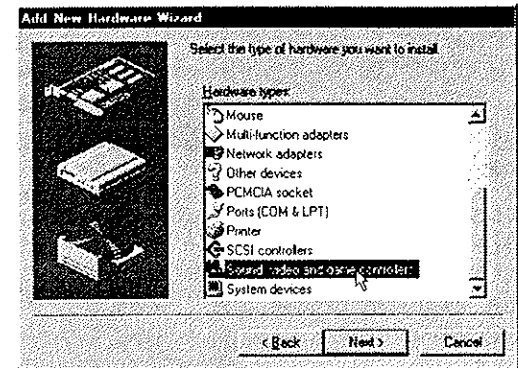 Add New Hardware Wizard
Select the type of hardware you want to install.
Hardware types:
Mouse
Multi-function adapters
Network adapters
Other devices
PCMCIA socket
Ports (COM & LPT)
Printer
SCSI controllers
Sound, video and game controllers
System devices
< Back
Next >
Cancel